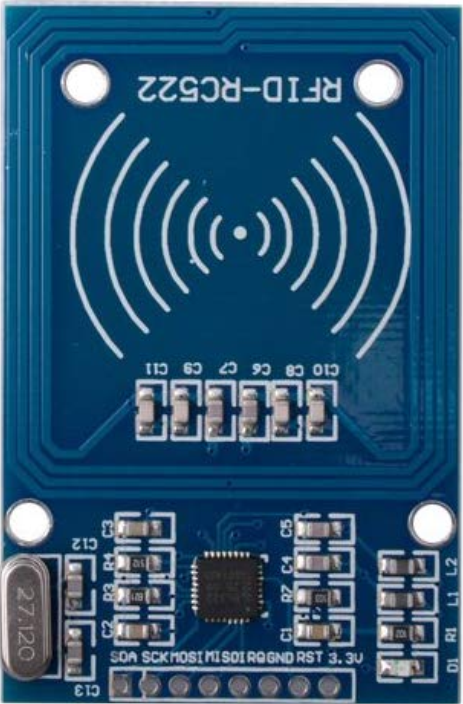 RFID-RC522
C11 C9 C7 C6 C8 C10
C12
C3
C5
R4
C4
L2
R3
R7
L1
C2
C1
R1
27.120
C13
D1
SDA SCK MOSI MISO IRQ GND RST 3.3V